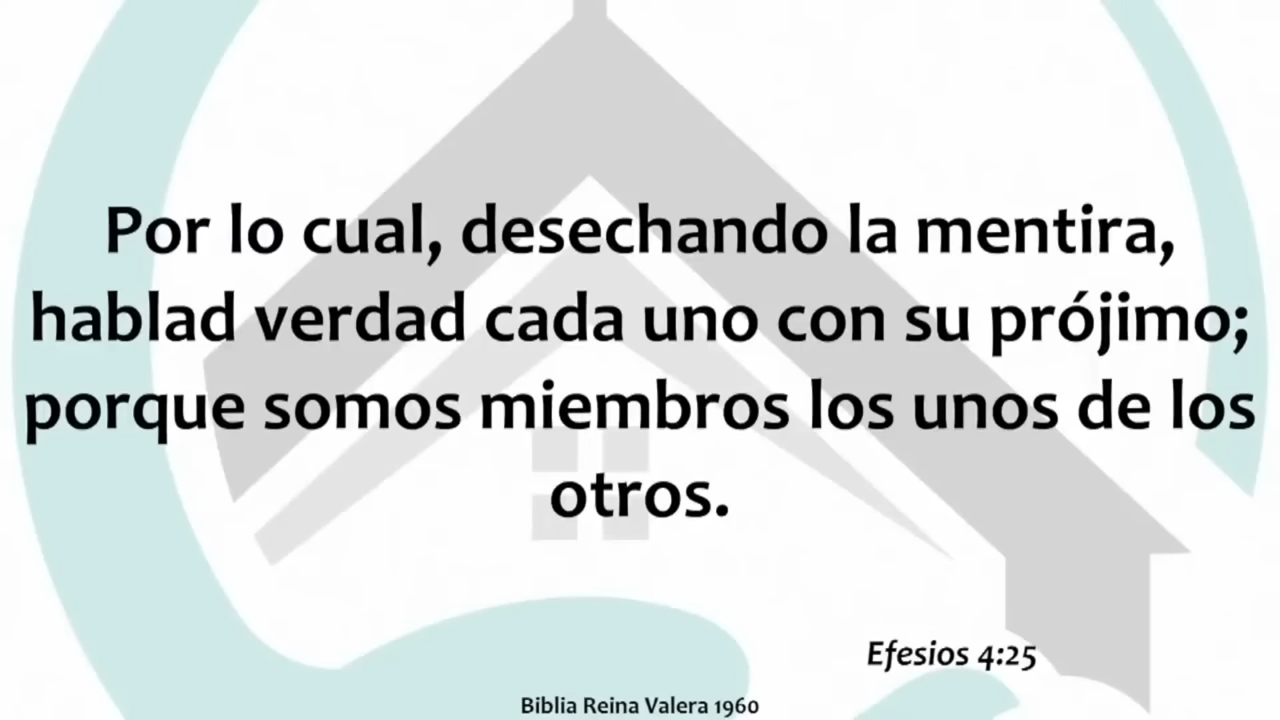 Por lo cual, desechando la mentira,
hablad verdad cada uno con su prójimo;
porque somos miembros los unos de los
otros.
Efesios 4:25
Biblia Reina Valera 1960